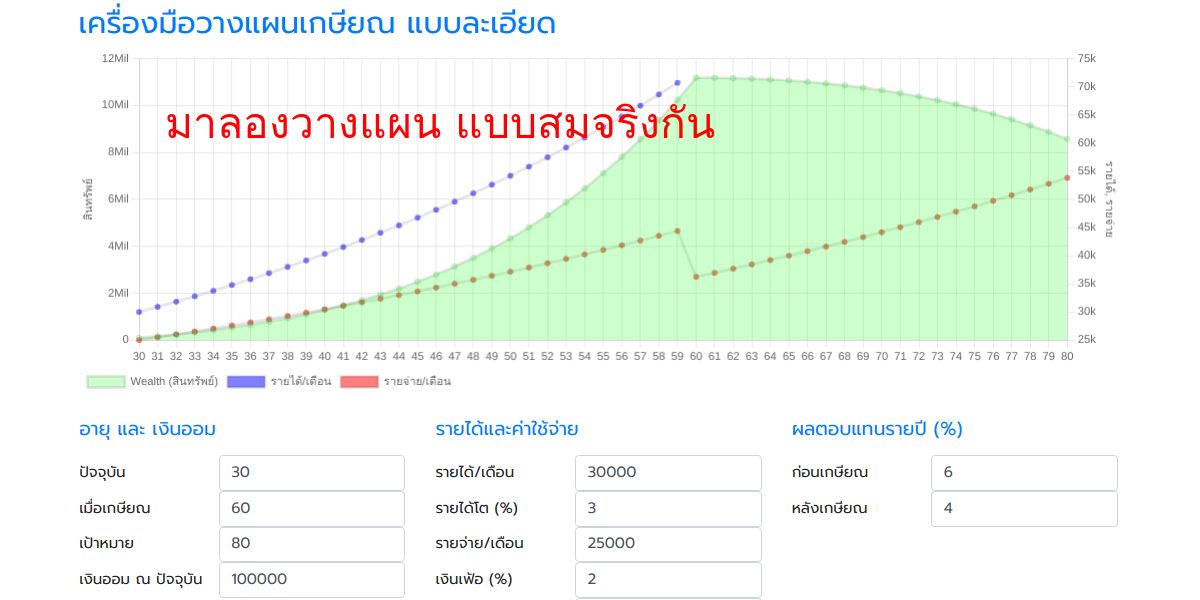 เครื่องมือวางแผนเกษียณ แบบละเอียด
มาลองวางแผน แบบสมจริงกัน
12Mil
10Mil
8Mil
6Mil
4Mil
2Mil
0
สินทรัพย์
75k
70k
65k
60k
55k
50k
45k
40k
35k
30k
25k
รายได้, รายจ่าย
30 31 32 33 34 35 36 37 38 39 40 41 42 43 44 45 46 47 48 49 50 51 52 53 54 55 56 57 58 59 60 61 62 63 64 65 66 67 68 69 70 71 72 73 74 75 76 77 78 79 80
Wealth (สินทรัพย์) รายได้/เดือน รายจ่าย/เดือน
อายุ และ เงินออม
ปัจจุบัน 30
เมื่อเกษียณ 60
เป้าหมาย 80
เงินออม ณ ปัจจุบัน 100000
รายได้และค่าใช้จ่าย
รายได้/เดือน 30000
รายได้โต (%) 3
รายจ่าย/เดือน 25000
เงินเฟ้อ (%) 2
ผลตอบแทนรายปี (%)
ก่อนเกษียณ 6
หลังเกษียณ 4